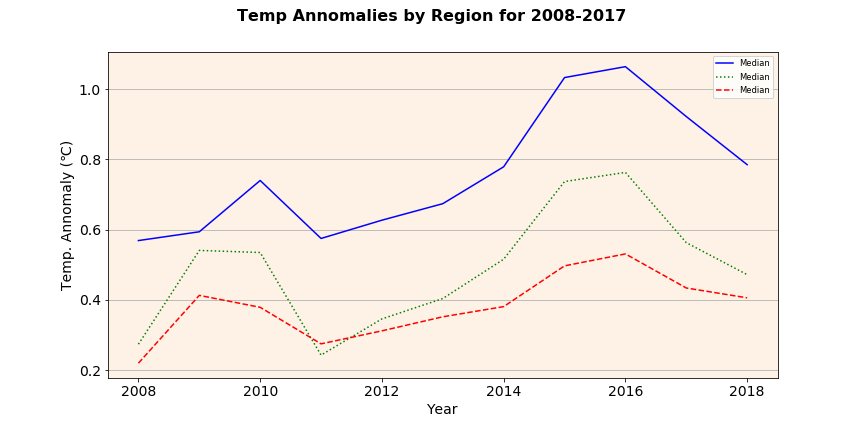 Temp Annomalies by Region for 2008-2017
Median
Median
Median
1.0
0.8
0.6
0.4
0.2
Temp. Annomaly (℃)
2008 2010 2012 2014 2016 2018
Year